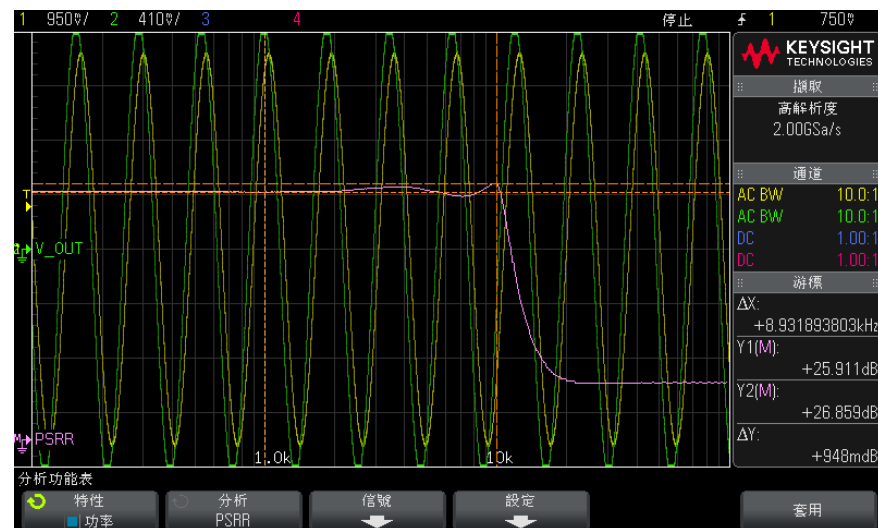 1 950▽/ 2 410▽/ 3 4 停止 1 750▽
KEYSIGHT
TECHNOLOGIES
擷取
高解析度
2.00GSa/s
通道
AC BW 10.0:1
AC BW 10.0:1
DC 1.00:1
DC 1.00:1
游標
ΔX:
+8.931893803kHz
Y1(M):
+25.911dB
Y2(M):
+26.859dB
ΔY:
+948mdB
T
V_OUT
M PSRR
1.0k 10k
分析功能表
特性
功率
分析
PSRR
信號
設定
套用